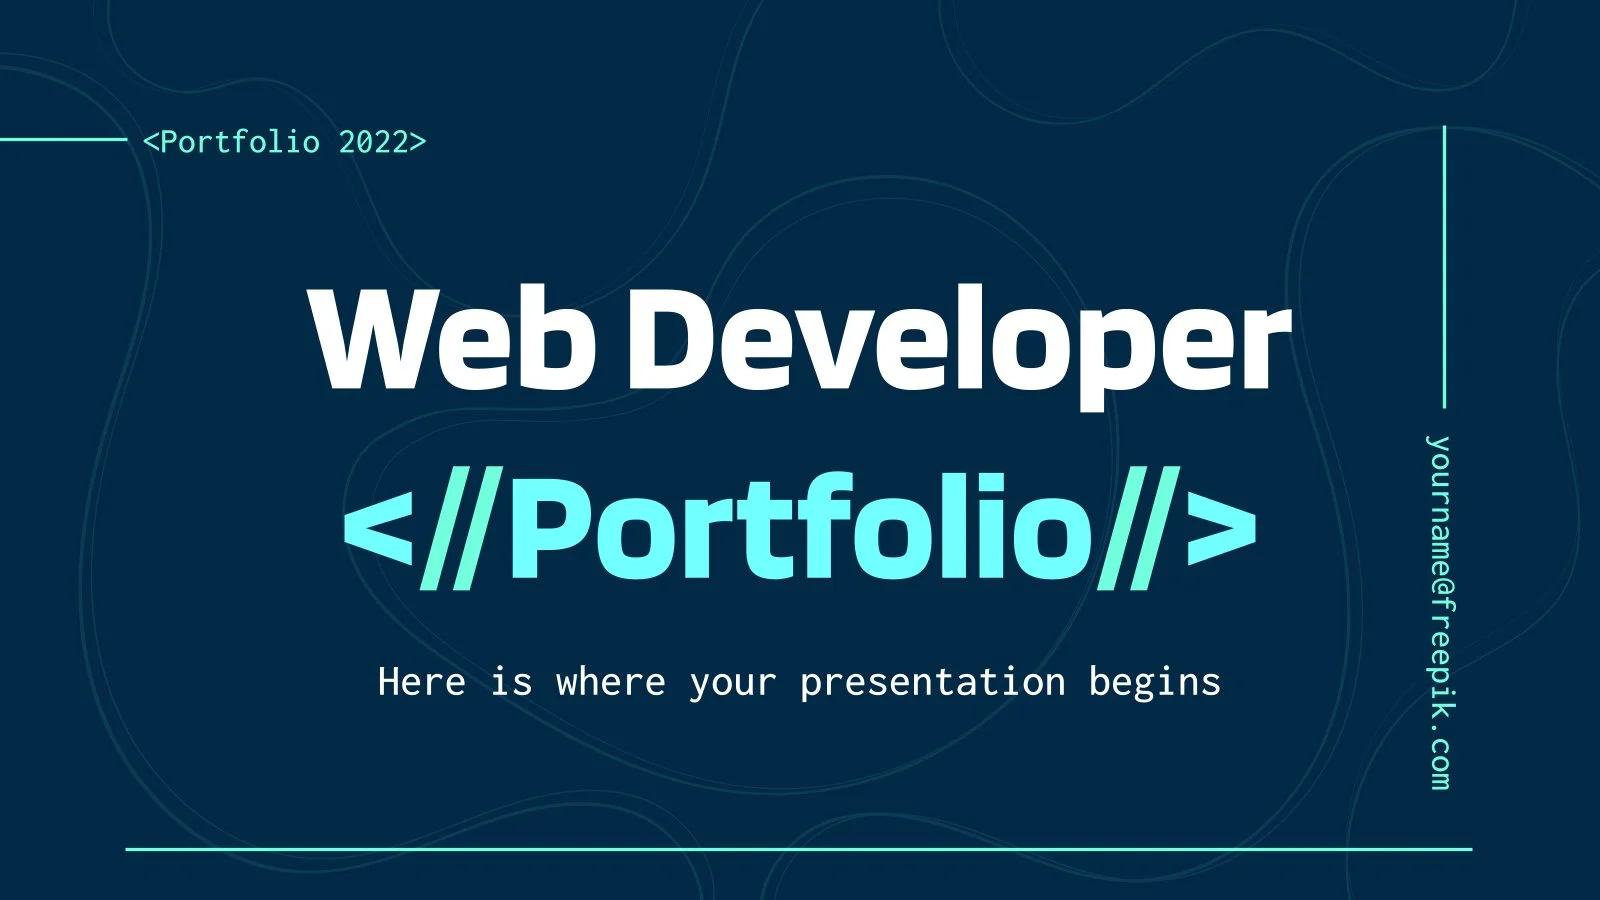 <Portfolio 2022>
Web Developer
<//Portfolio//>
Here is where your presentation begins
yourname@freepik.com